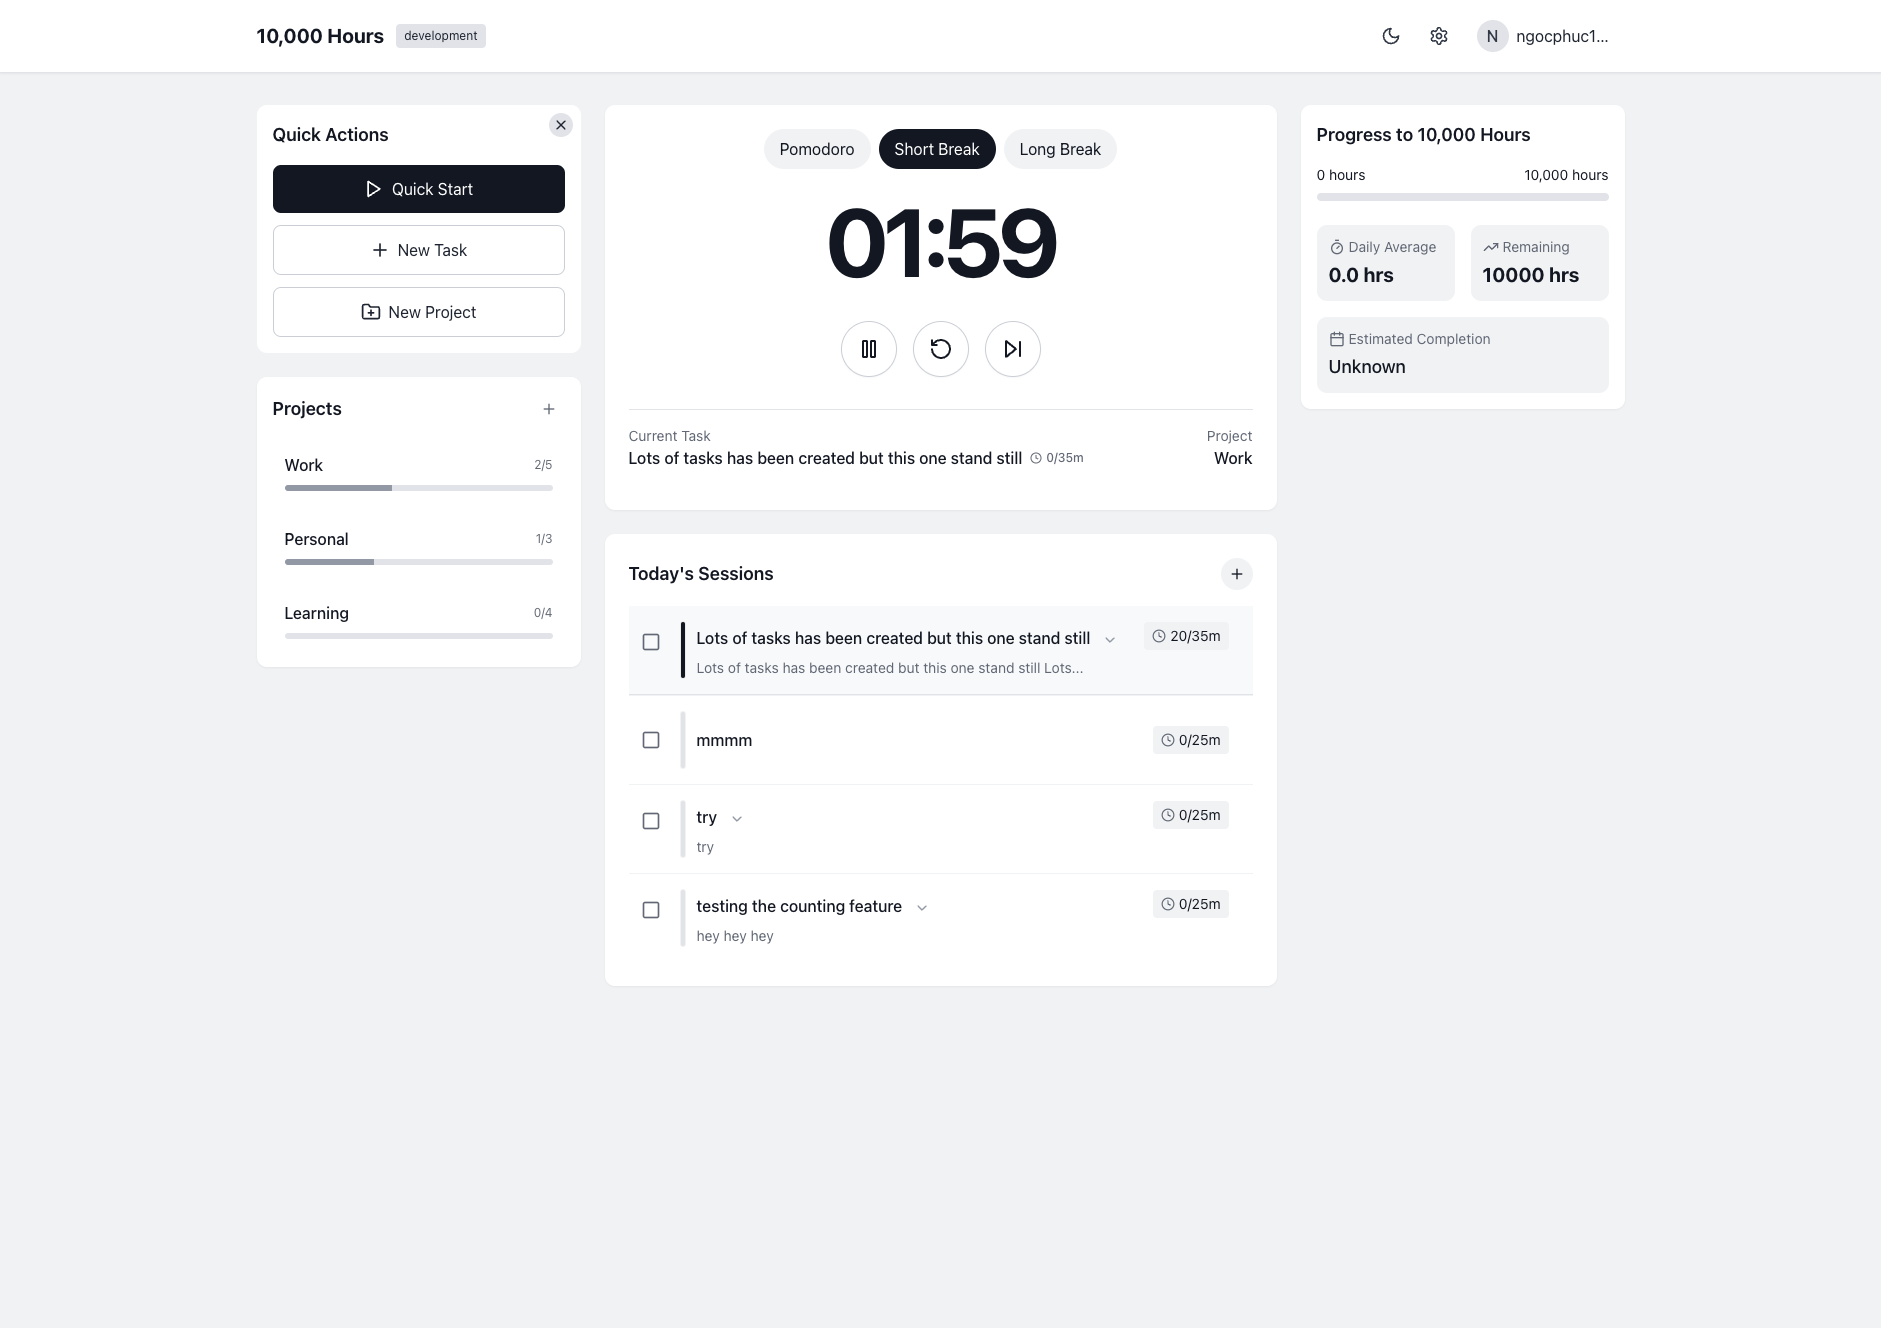 10,000 Hours development
N ngocphuc1...
Quick Actions
Quick Start
New Task
New Project
Projects
Work 2/5
Personal 1/3
Learning 0/4
Pomodoro Short Break Long Break
01:59
Current Task Project
Lots of tasks has been created but this one stand still 0/35m Work
Today's Sessions
Lots of tasks has been created but this one stand still 20/35m
Lots of tasks has been created but this one stand still Lots...
mmmm 0/25m
try 0/25m
try
testing the counting feature 0/25m
hey hey hey
Progress to 10,000 Hours
0 hours 10,000 hours
Daily Average Remaining
0.0 hrs 10000 hrs
Estimated Completion
Unknown